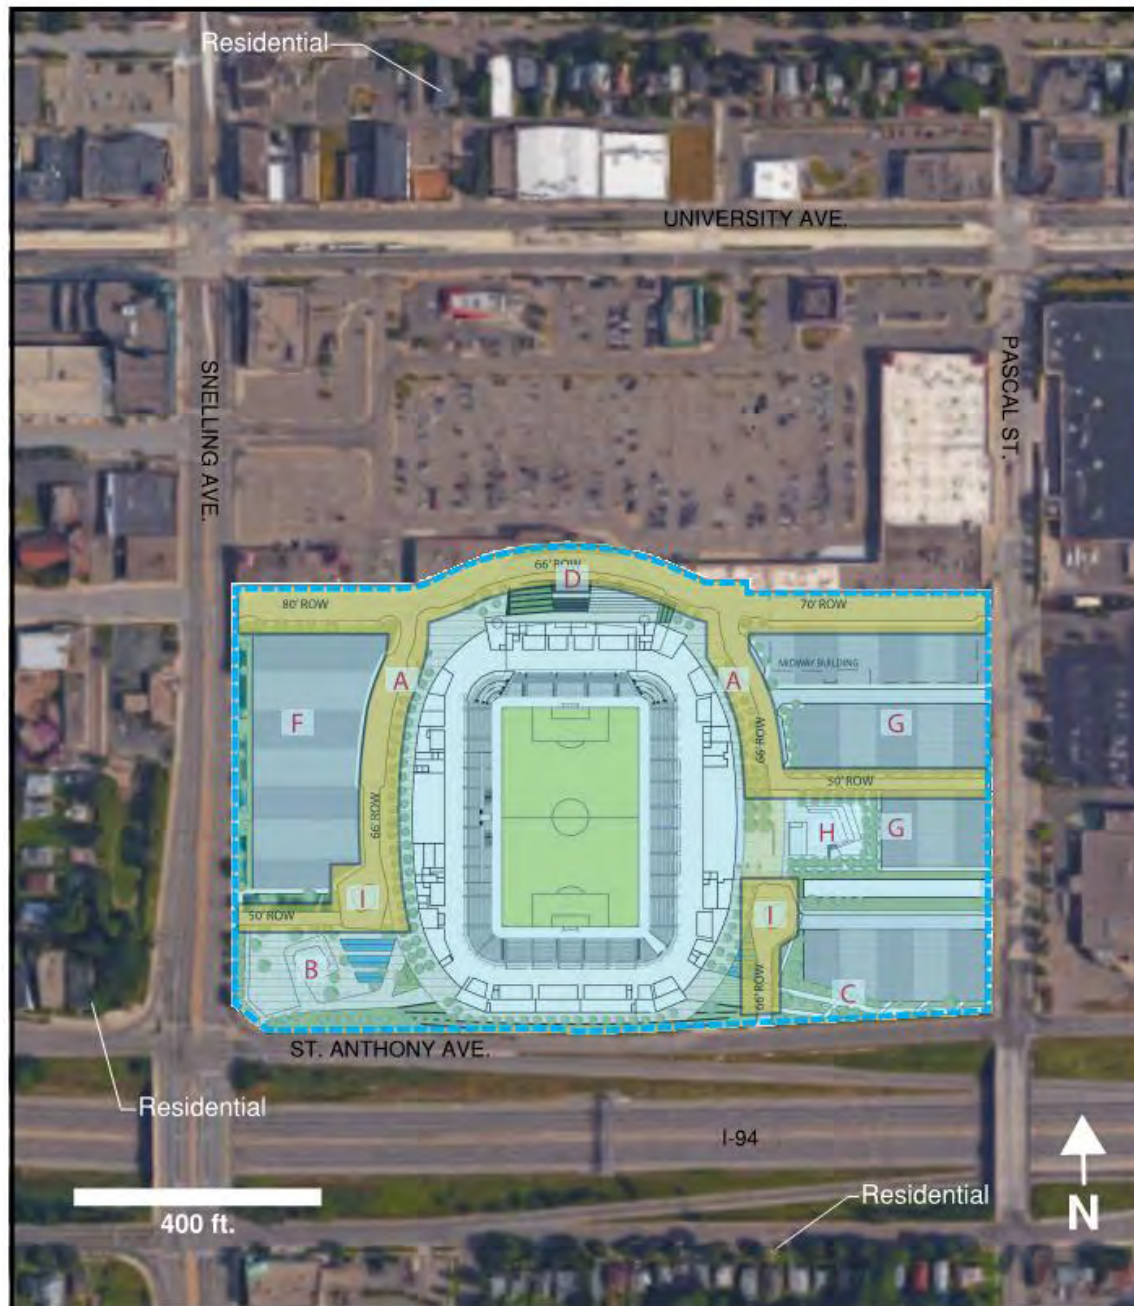 Residential
UNIVERSITY AVE.
SNELLING AVE.
PASCAL ST.
66' ROW
D
80' ROW
70' ROW
A
A
MIDWAY BUILDING
F
G
66' ROW
50' ROW
66' ROW
H
G
I
I
50' ROW
B
66' ROW
C
ST. ANTHONY AVE.
Residential
I-94
Residential
400 ft.
N